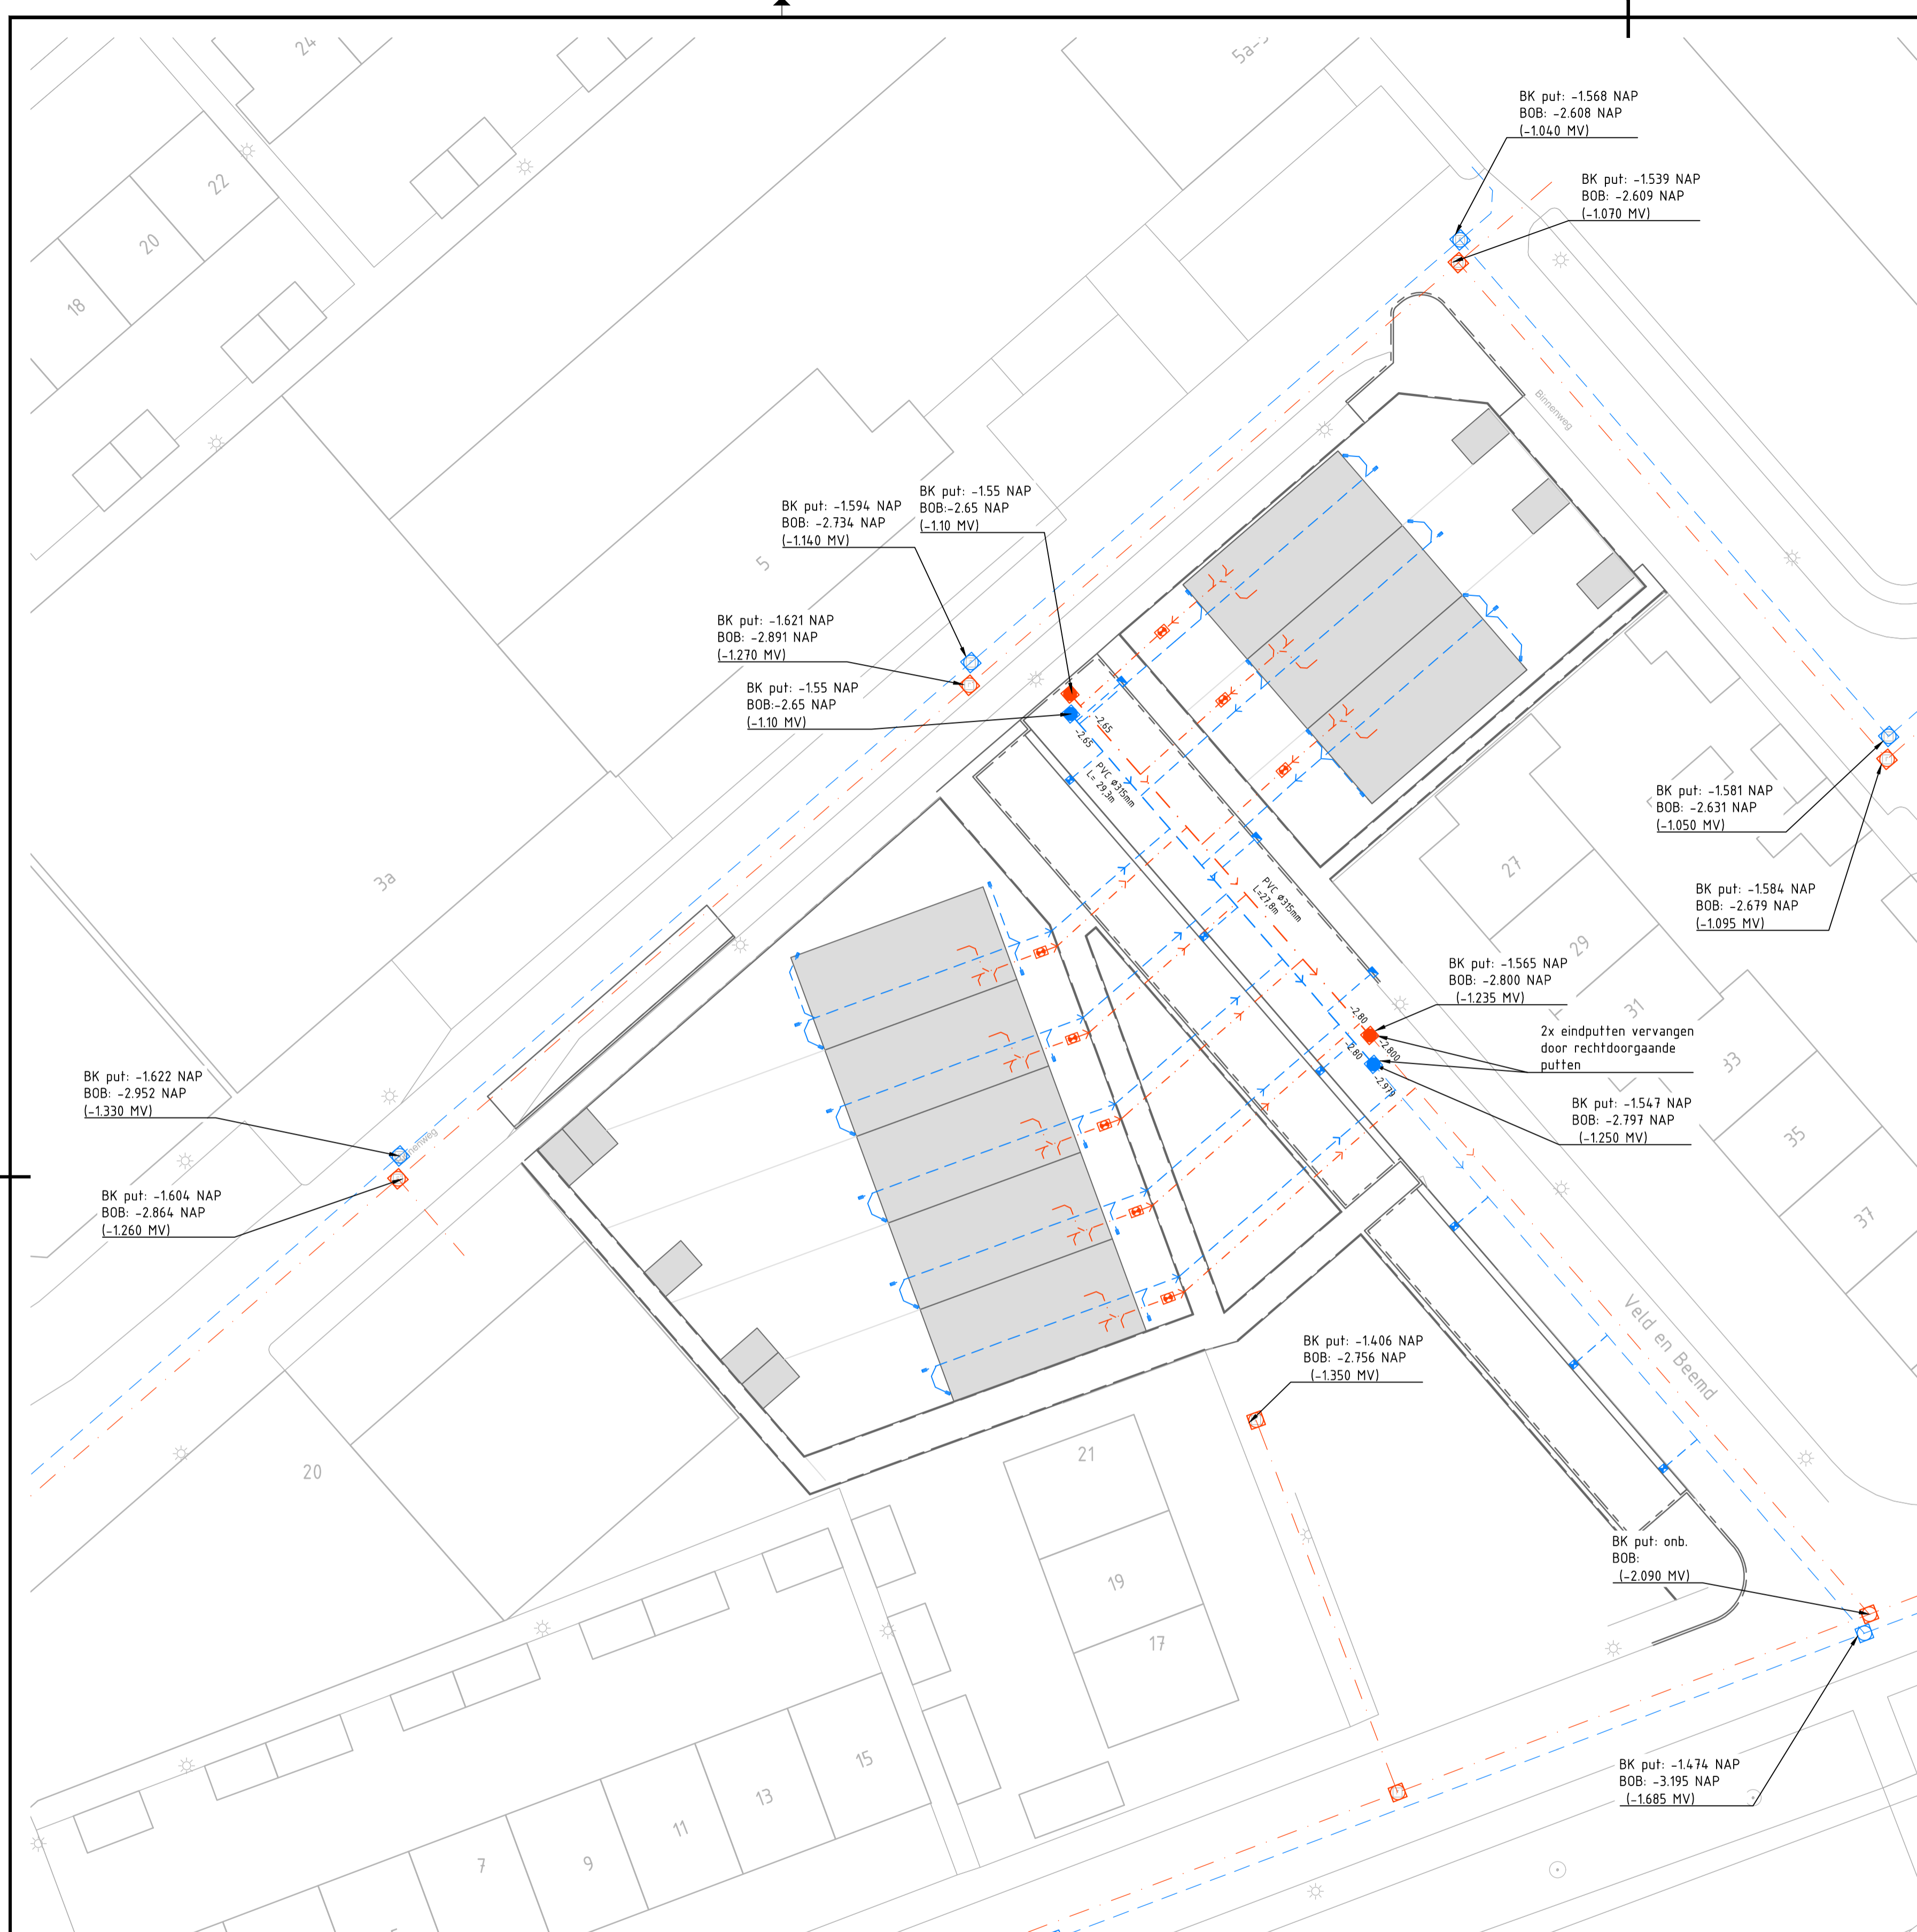 24
5a-
22
20
18
BK put: -1.568 NAP
BOB: -2.608 NAP
(-1.040 MV)
BK put: -1.539 NAP
BOB: -2.609 NAP
(-1.070 MV)
Binnenweg
BK put: -1.594 NAP
BOB: -2.734 NAP
(-1.140 MV)
BK put: -1.55 NAP
BOB:-2.65 NAP
(-1.10 MV)
5
BK put: -1.621 NAP
BOB: -2.891 NAP
(-1.270 MV)
BK put: -1.55 NAP
BOB:-2.65 NAP
(-1.10 MV)
-2.65
-2.65
PVC ø315mm
L= 29,3m
3a
PVC ø315mm
L=27,8m
BK put: -1.581 NAP
BOB: -2.631 NAP
(-1.050 MV)
BK put: -1.584 NAP
BOB: -2.679 NAP
(-1.095 MV)
27
29
31
33
35
37
BK put: -1.565 NAP
BOB: -2.800 NAP
(-1.235 MV)
2x eindputten vervangen
door rechtdoorgaande
putten
-2.80
-2.800
-2.80
-2.979
BK put: -1.547 NAP
BOB: -2.797 NAP
(-1.250 MV)
BK put: -1.622 NAP
BOB: -2.952 NAP
(-1.330 MV)
Binnenweg
BK put: -1.604 NAP
BOB: -2.864 NAP
(-1.260 MV)
Veld en Beemd
BK put: -1.406 NAP
BOB: -2.756 NAP
(-1.350 MV)
20
21
19
17
BK put: onb.
BOB:
(-2.090 MV)
BK put: -1.474 NAP
BOB: -3.195 NAP
(-1.685 MV)
15
13
11
9
7